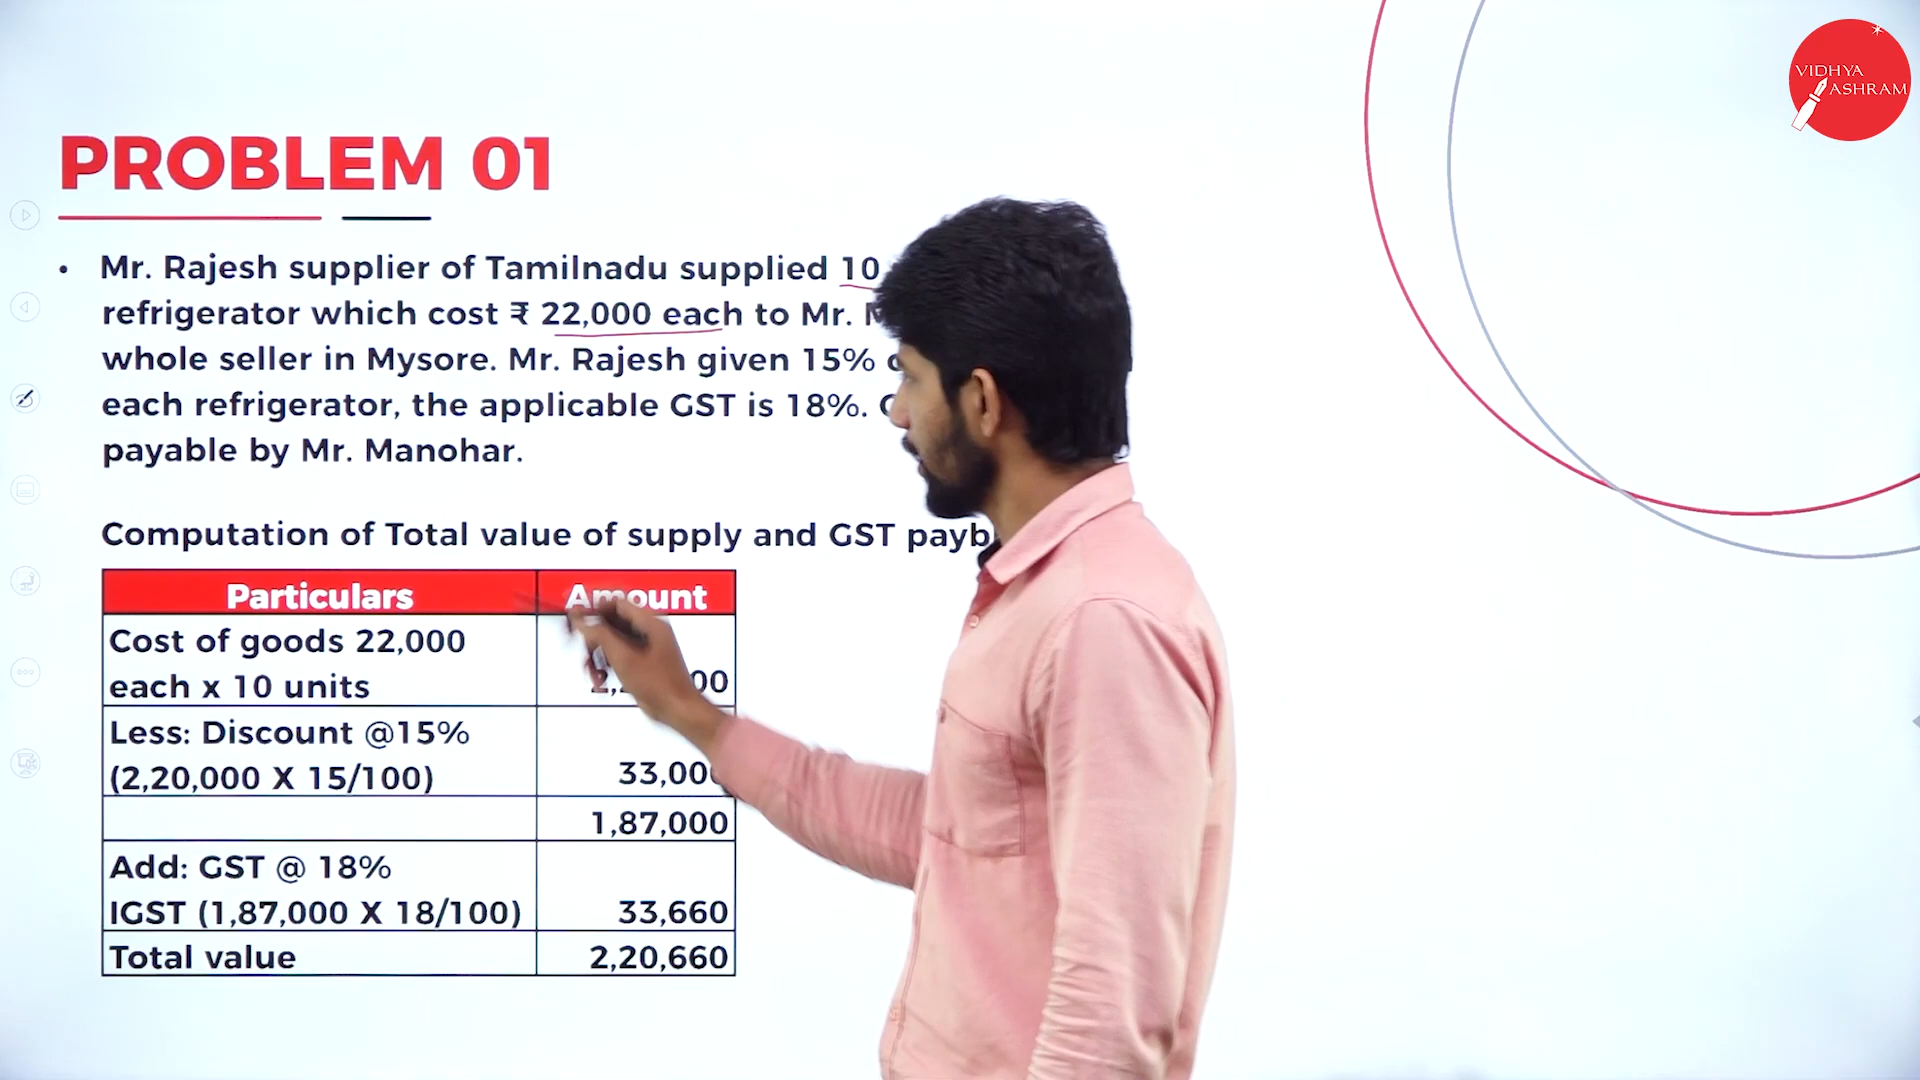 VIDHYA
ASHRAM
PROBLEM 01
• Mr. Rajesh supplier of Tamilnadu supplied 10
refrigerator which cost ₹ 22,000 each to Mr.
whole seller in Mysore. Mr. Rajesh given 15%
each refrigerator, the applicable GST is 18%.
payable by Mr. Manohar.
Computation of Total value of supply and GST payb
Particulars Amount
Cost of goods 22,000
each x 10 units
Less: Discount @15%
(2,20,000 X 15/100) 33,000
1,87,000
Add: GST @ 18%
IGST (1,87,000 X 18/100) 33,660
Total value 2,20,660